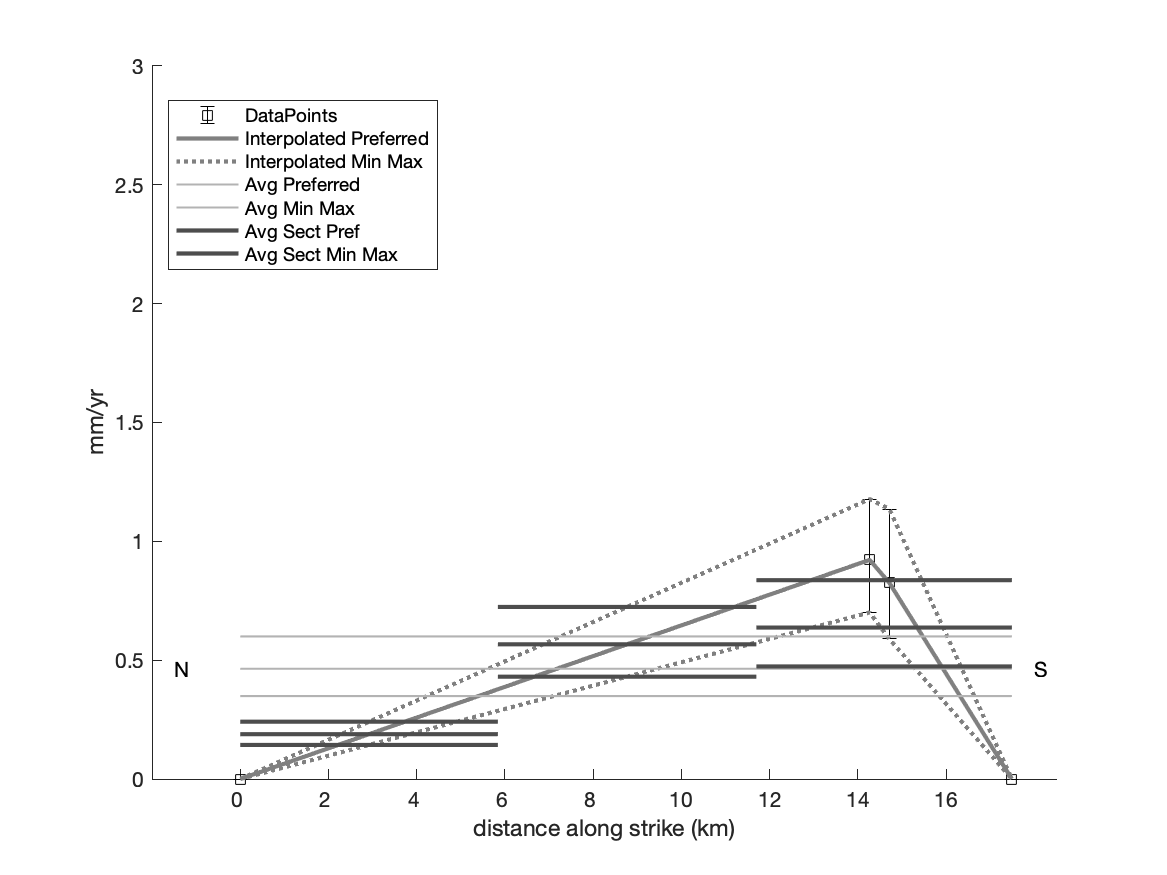 3
2.5
2
1.5
1
0.5
0
mm/yr
DataPoints
Interpolated Preferred
Interpolated Min Max
Avg Preferred
Avg Min Max
Avg Sect Pref
Avg Sect Min Max
N
S
0 2 4 6 8 10 12 14 16
distance along strike (km)